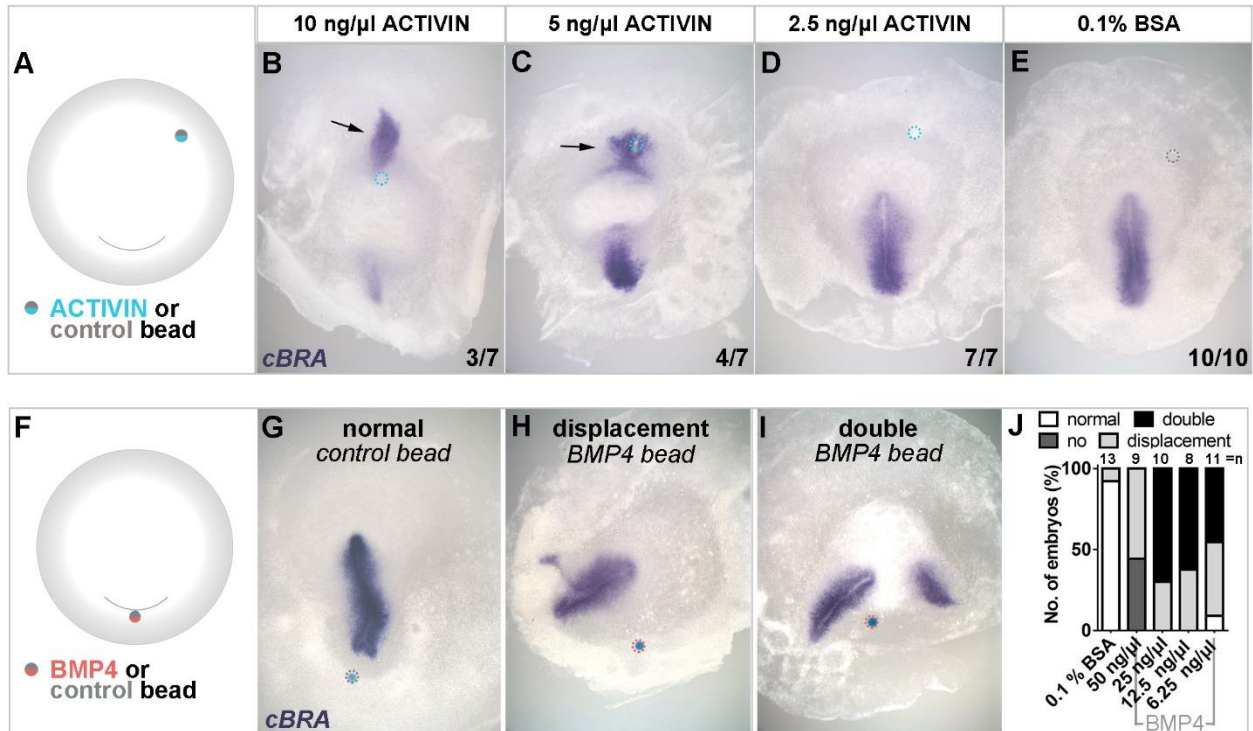 10 ng/µl ACTIVIN
5 ng/µl ACTIVIN
2.5 ng/µl ACTIVIN
0.1% BSA
A
B
C
D
E
ACTIVIN or
control bead
cBRA
3/7
4/7
7/7
10/10
F
G
normal
control bead
H
displacement
BMP4 bead
I
double
BMP4 bead
J
normal
double
no
displacement
13 9 10 8 11 =n
No. of embryos (%)
100
50
0
0.1 % BSA
50 ng/µl
25 ng/µl
12.5 ng/µl
6.25 ng/µl
BMP4
BMP4 or
control bead
cBRA